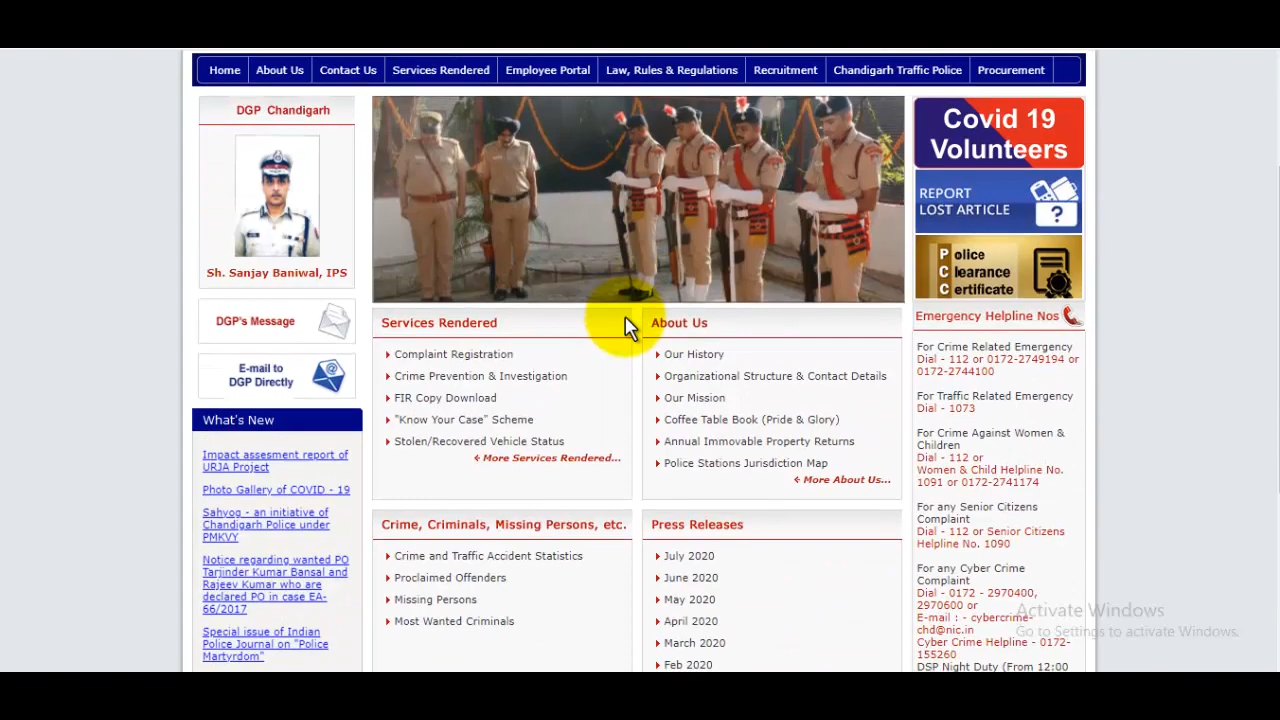 Home
About Us
Contact Us
Services Rendered
Employee Portal
Law, Rules & Regulations
Recruitment
Chandigarh Traffic Police
Procurement
DGP Chandigarh
Sh. Sanjay Baniwal, IPS
DGP's Message
E-mail to
DGP Directly
What's New
Impact assesment report of
URJA Project
Photo Gallery of COVID - 19
Sahyog - an initiative of
Chandigarh Police under
PMKVY
Notice regarding wanted PO
Tarjinder Kumar Bansal and
Rajeev Kumar who are
declared PO in case EA-
66/2017
Special issue of Indian
Police Journal on "Police
Martyrdom"
Services Rendered
Complaint Registration
Crime Prevention & Investigation
FIR Copy Download
"Know Your Case" Scheme
Stolen/Recovered Vehicle Status
More Services Rendered...
About Us
Our History
Organizational Structure & Contact Details
Our Mission
Coffee Table Book (Pride & Glory)
Annual Immovable Property Returns
Police Stations Jurisdiction Map
More About Us...
Crime, Criminals, Missing Persons, etc.
Crime and Traffic Accident Statistics
Proclaimed Offenders
Missing Persons
Most Wanted Criminals
Press Releases
July 2020
June 2020
May 2020
April 2020
March 2020
Feb 2020
Covid 19
Volunteers
REPORT
LOST ARTICLE
?
Police
Clearance
Certificate
Emergency Helpline Nos
For Crime Related Emergency
Dial - 112 or 0172-2749194 or
0172-2744100
For Traffic Related Emergency
Dial - 1073
For Crime Against Women &
Children
Dial - 112 or
Women & Child Helpline No.
1091 or 0172-2741174
For any Senior Citizens
Complaint
Dial - 112 or Senior Citizens
Helpline No. 1090
For any Cyber Crime
Complaint
Dial - 0172 - 2970400,
2970600 or
E-mail : - cybercrime-
chd@nic.in
Cyber Crime Helpline - 0172-
155260
DSP Night Duty (From 12:00
Activate Windows
Go to Settings to activate Windows.